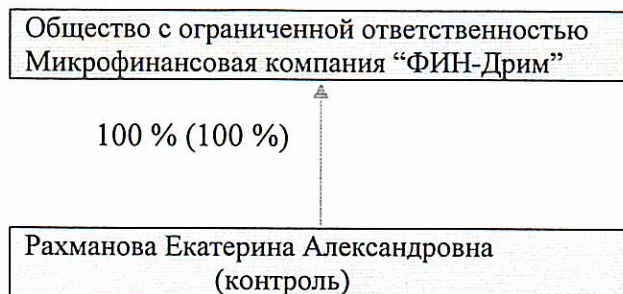 Общество с ограниченной ответственностью
Микрофинансовая компания “ФИН-Дрим”
100 % (100 %)
Рахманова Екатерина Александровна
(контроль)